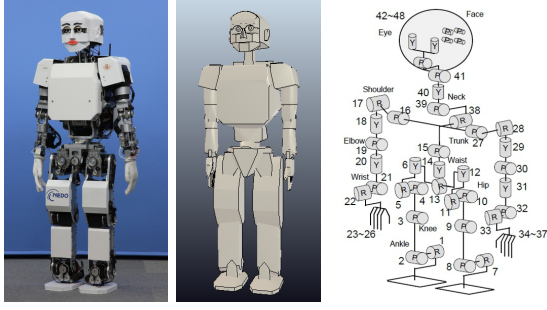 NEDO
42~48
Face
Eye
Y Y
P P
P P
P
P 41
40 Y
39 P Neck
38
Shoulder
17 R
16 P
R
Trunk
27 P
R 28
18 Y
Y 29
Elbow
19 P
15 P
P 30
20 Y
6 Y
14 Y
Waist
12 Y
Y 31
Wrist
21
22 R P
R P
5 4
R
13
R P
11 10
Hip
R P 32
33
23~26
34~37
3 P
Knee
9 P
Ankle
1
2 P R
8 P R
7